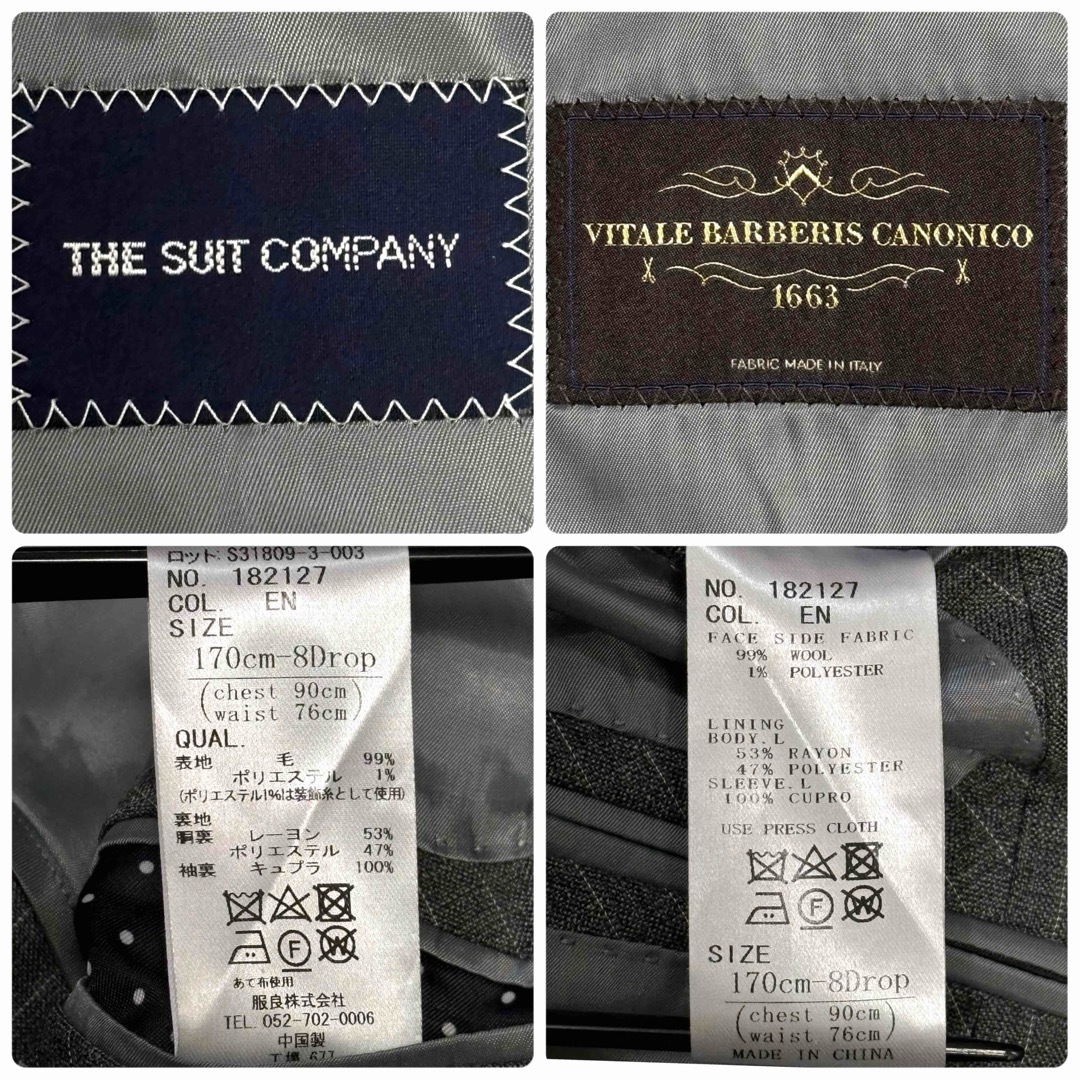 THE SUIT COMPANY
VITALE BARBERIS CANONICO
1663
FABRIC MADE IN ITALY
ロット: S31809-3-003
NO. 182127
COL. EN
SIZE
170cm-8Drop
(chest 90cm
waist 76cm)
QUAL.
表地 毛 99%
ポリエステル 1%
(ポリエステル1%は装飾糸として使用)
裏地
胴裏 レーヨン 53%
ポリエステル 47%
袖裏 キュプラ 100%
F W
あて布使用
服良株式会社
TEL. 052-702-0006
中国製
工場 677
NO. 182127
COL. EN
FACE SIDE FABRIC
99% WOOL
1% POLYESTER
LINING
BODY.L
53% RAYON
47% POLYESTER
SLEEVE.L
100% CUPRO
USE PRESS CLOTH
F W
SIZE
170cm-8Drop
(chest 90cm
waist 76cm)
MADE IN CHINA